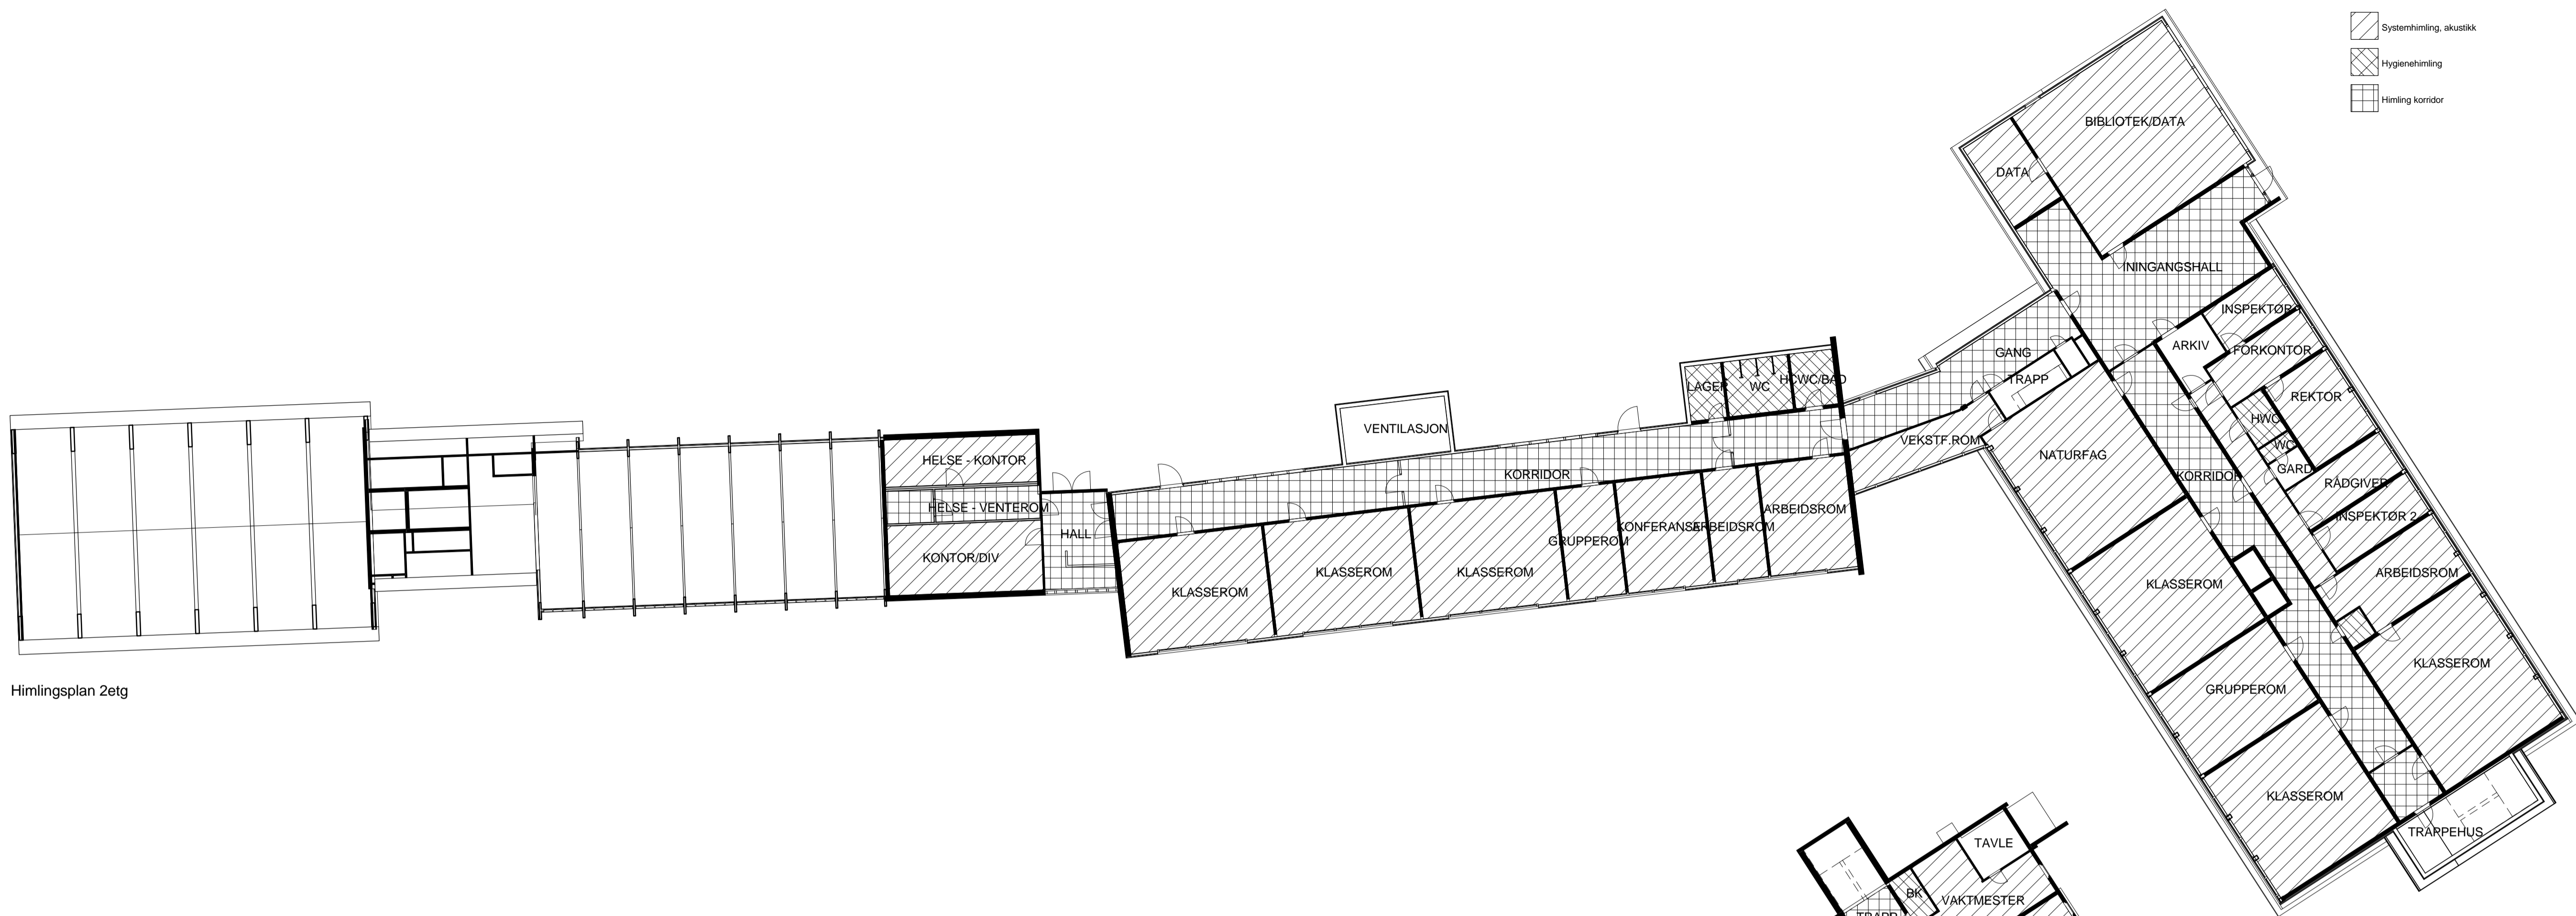 Systemhimling, akustikk
Hygienehimling
Himling korridor
BIBLIOTEK/DATA
DATA
ININGANGSHALL
INSPEKTØR
ARKIV
FORKONTOR
GANG
TRAPP
REKTOR
HWC
WC
GARD
RÅDGIVER
INSPEKTØR 2
NATURFAG
KORRIDOR
VEKSTF.ROM
LAGER
WC
HCWC/BAD
VENTILASJON
KORRIDOR
HELSE - KONTOR
HELSE - VENTEROM
HALL
KONTOR/DIV
KLASSEROM
KLASSEROM
KLASSEROM
GRUPPEROM
KONFERANSE
ARBEIDSROM
ARBEIDSROM
ARBEIDSROM
KLASSEROM
KLASSEROM
GRUPPEROM
KLASSEROM
TRAPPEHUS
Himlingsplan 2etg
TAVLE
BK
VAKTMESTER
TRAPP